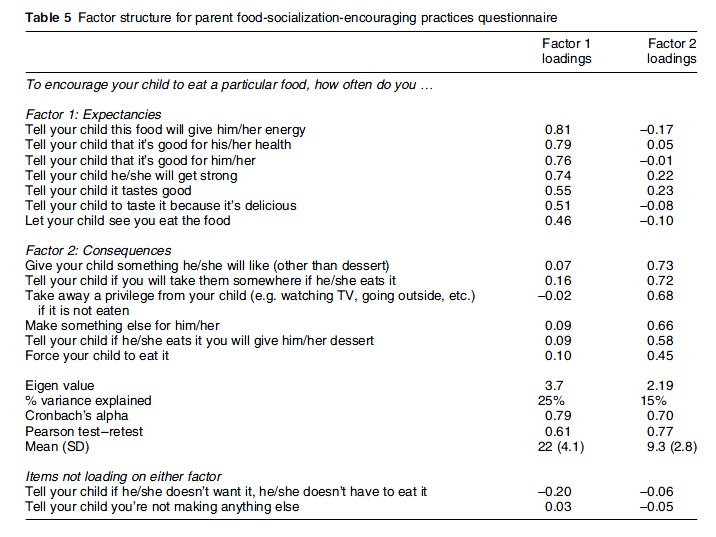 Table 5 Factor structure for parent food-socialization-encouraging practices questionnaire
Factor 1 loadings Factor 2 loadings
To encourage your child to eat a particular food, how often do you …
Factor 1: Expectancies
Tell your child this food will give him/her energy 0.81 –0.17
Tell your child that it's good for his/her health 0.79 0.05
Tell your child that it's good for him/her 0.76 –0.01
Tell your child he/she will get strong 0.74 0.22
Tell your child it tastes good 0.55 0.23
Tell your child to taste it because it's delicious 0.51 –0.08
Let your child see you eat the food 0.46 –0.10
Factor 2: Consequences
Give your child something he/she will like (other than dessert) 0.07 0.73
Tell your child if you will take them somewhere if he/she eats it 0.16 0.72
Take away a privilege from your child (e.g. watching TV, going outside, etc.) –0.02 0.68
if it is not eaten
Make something else for him/her 0.09 0.66
Tell your child if he/she eats it you will give him/her dessert 0.09 0.58
Force your child to eat it 0.10 0.45
Eigen value 3.7 2.19
% variance explained 25% 15%
Cronbach's alpha 0.79 0.70
Pearson test–retest 0.61 0.77
Mean (SD) 22 (4.1) 9.3 (2.8)
Items not loading on either factor
Tell your child if he/she doesn't want it, he/she doesn't have to eat it –0.20 –0.06
Tell your child you're not making anything else 0.03 –0.05